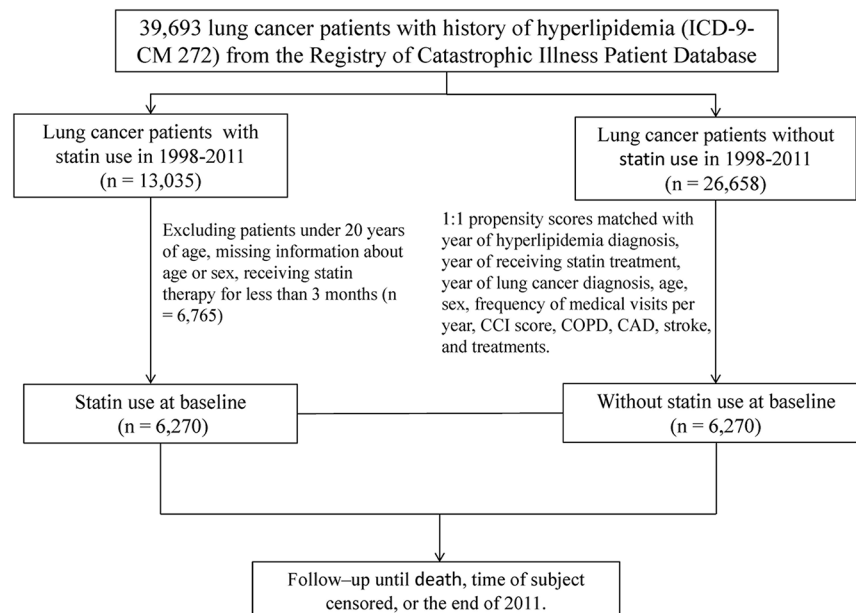 39,693 lung cancer patients with history of hyperlipidemia (ICD-9-
CM 272) from the Registry of Catastrophic Illness Patient Database
Lung cancer patients with
statin use in 1998-2011
(n = 13,035)
Lung cancer patients without
statin use in 1998-2011
(n = 26,658)
Excluding patients under 20 years
of age, missing information about
age or sex, receiving statin
therapy for less than 3 months (n
= 6,765)
1:1 propensity scores matched with
year of hyperlipidemia diagnosis,
year of receiving statin treatment,
year of lung cancer diagnosis, age,
sex, frequency of medical visits per
year, CCI score, COPD, CAD, stroke,
and treatments.
Statin use at baseline
(n = 6,270)
Without statin use at baseline
(n = 6,270)
Follow–up until death, time of subject
censored, or the end of 2011.